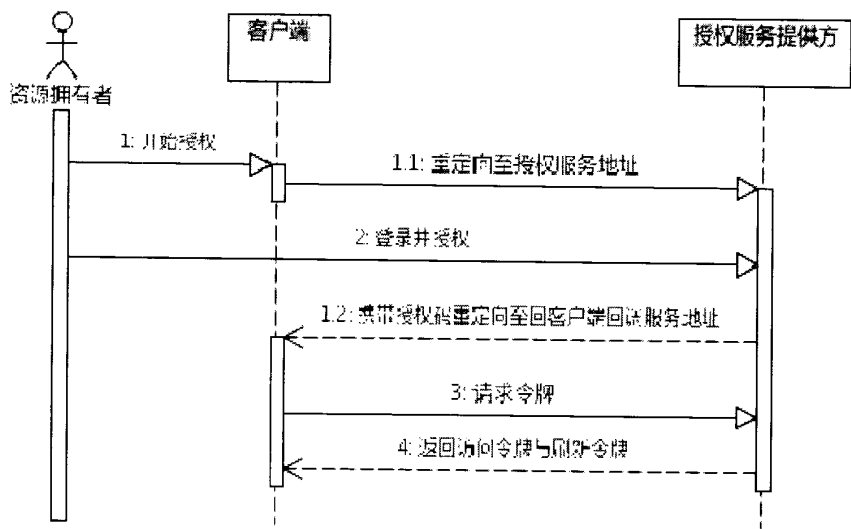 客户端
授权服务提供方
资源拥有者
1: 开始授权
1.1: 重定向至授权服务地址
2: 登录并授权
1.2: 携带授权码重定向至回客户端回调服务地址
3: 请求令牌
4: 返回访问令牌与刷新令牌